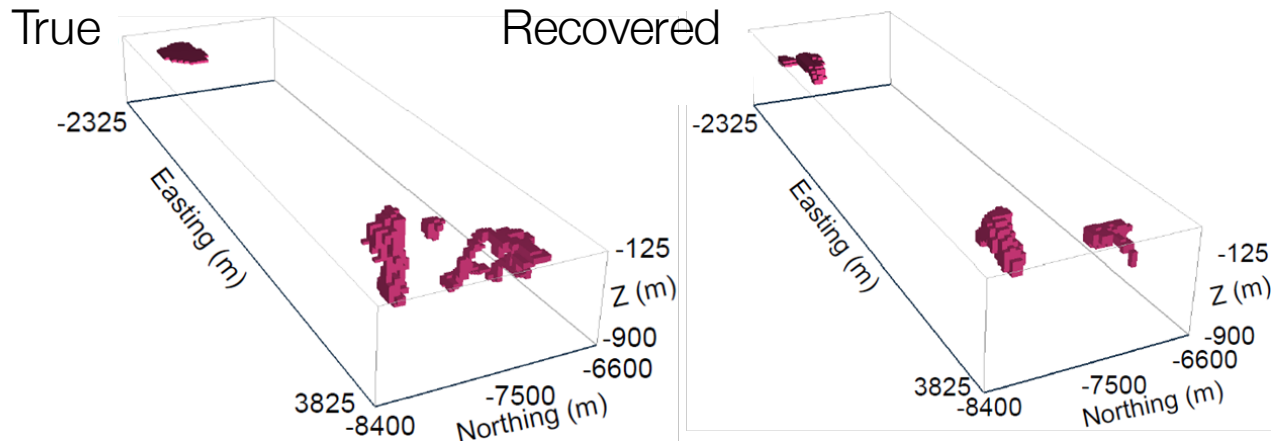 True
-2325
Easting (m)
3825
-8400
-7500
Northing (m)
-6600
-900
Z (m)
-125
Recovered
-2325
Easting (m)
3825
-8400
-7500
Northing (m)
-6600
-900
Z (m)
-125